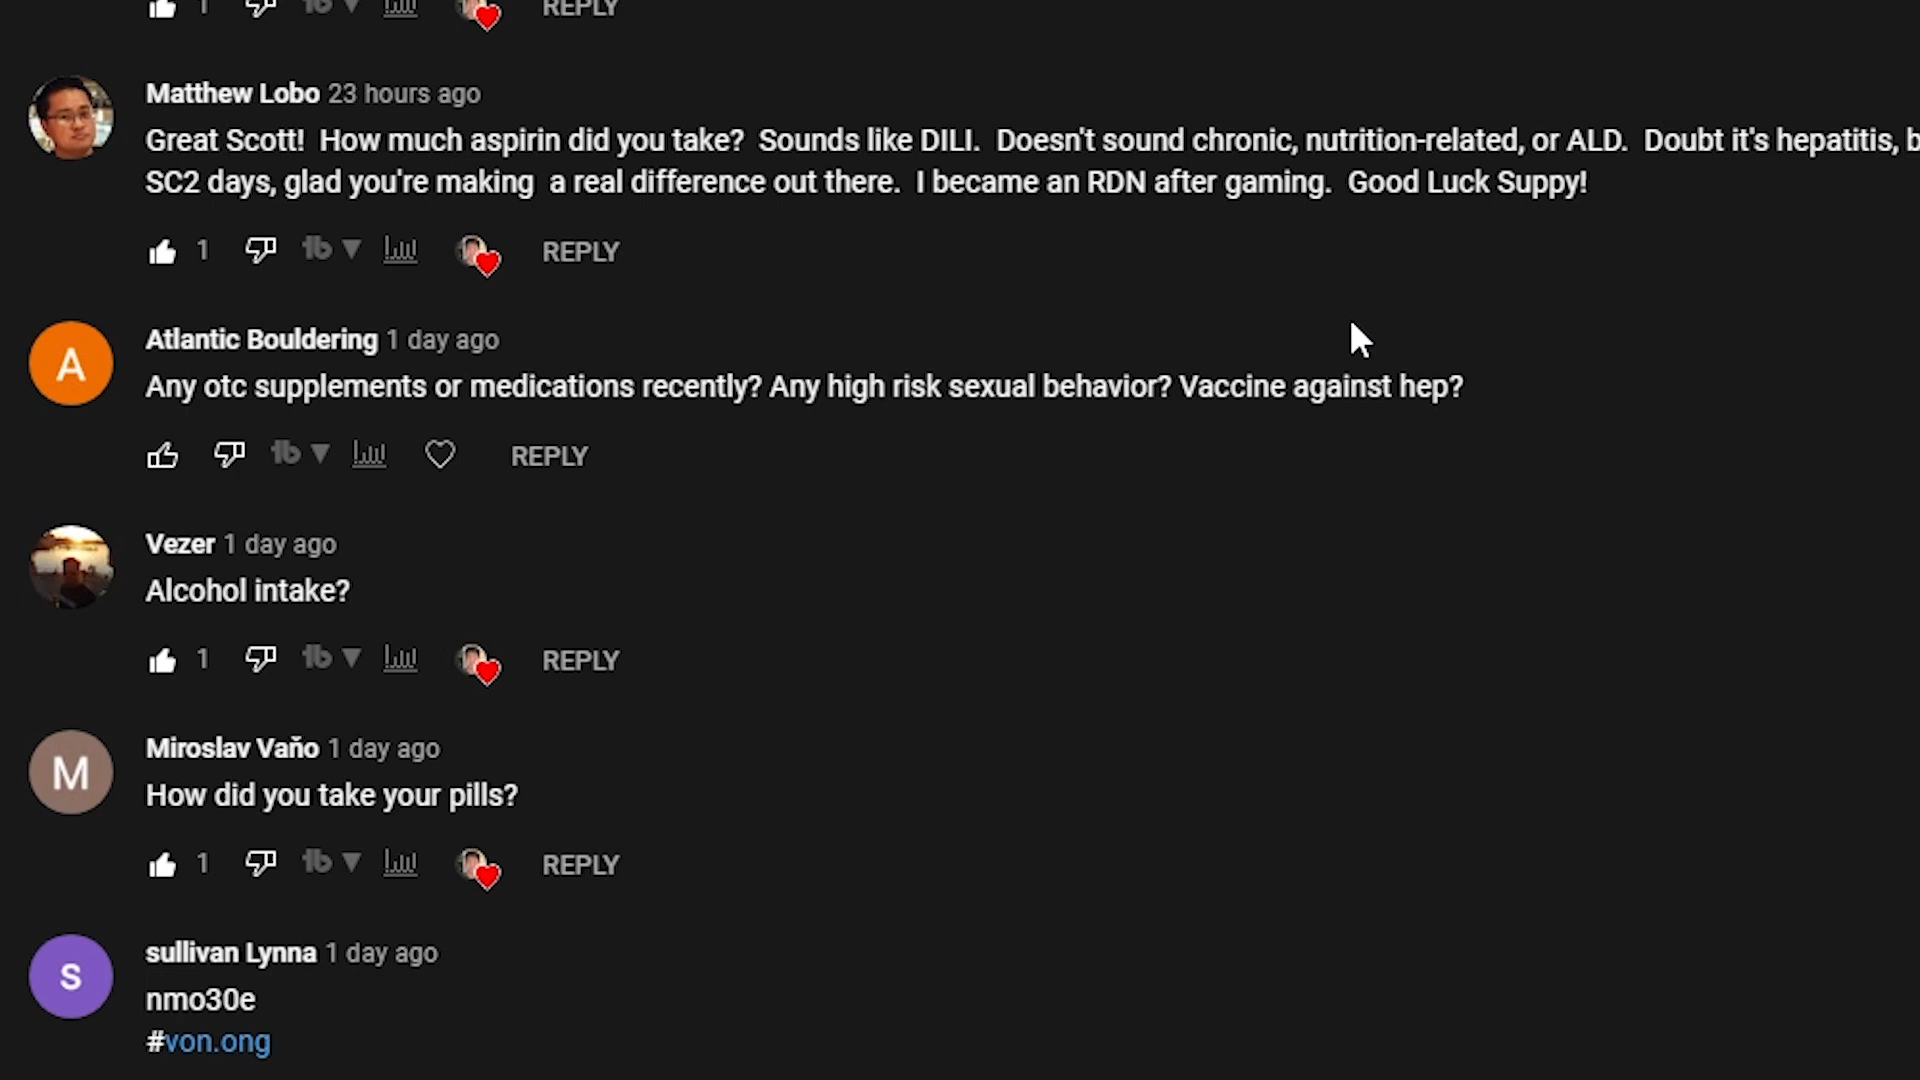 1 REPLY
Matthew Lobo 23 hours ago
Great Scott!  How much aspirin did you take?  Sounds like DILI.  Doesn't sound chronic, nutrition-related, or ALD.  Doubt it's hepatitis,
SC2 days, glad you're making  a real difference out there.  I became an RDN after gaming.  Good Luck Suppy!
1 REPLY
A
Atlantic Bouldering 1 day ago
Any otc supplements or medications recently? Any high risk sexual behavior? Vaccine against hep?
REPLY
Vezer 1 day ago
Alcohol intake?
1 REPLY
M
Miroslav Vaňo 1 day ago
How did you take your pills?
1 REPLY
s
sullivan Lynna 1 day ago
nmo30e
#von.ong